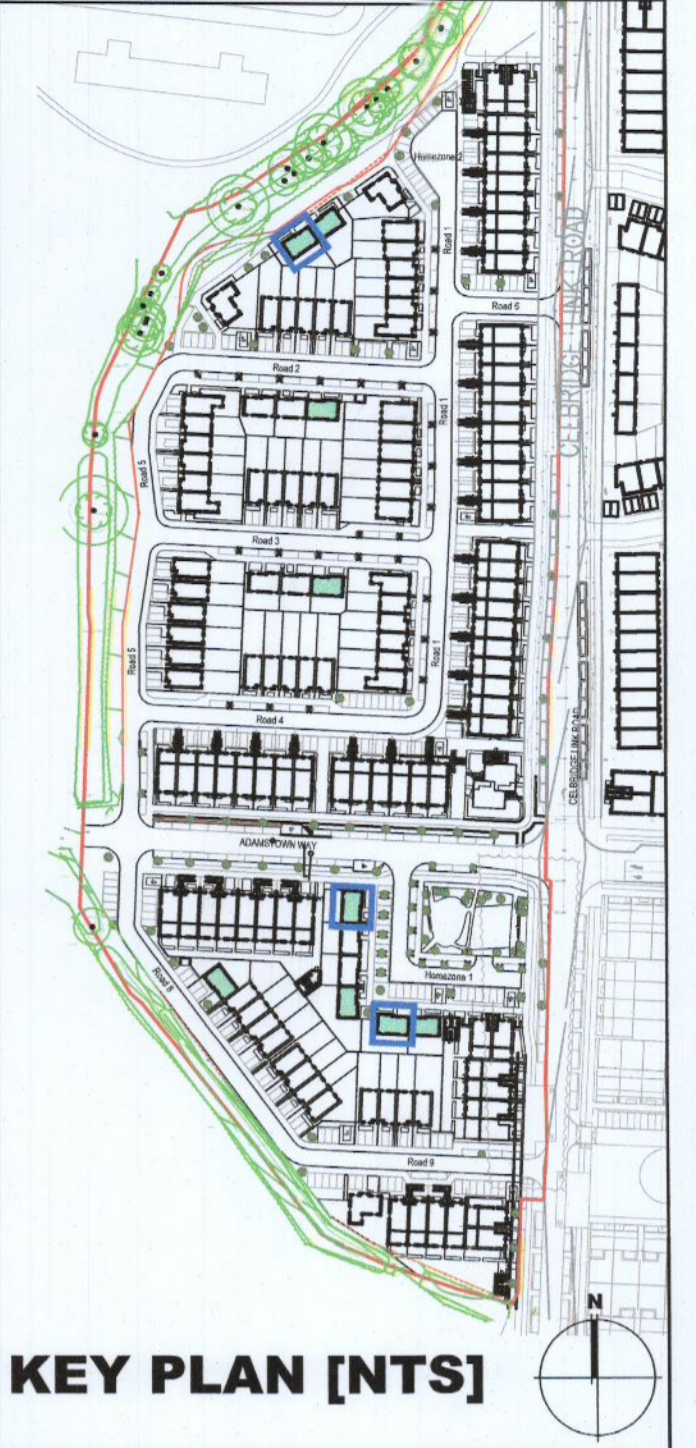 Homezone 2
Road 1
CELBRIDGE LINK ROAD
Road 6
Road 2
Road 1
Road 5
Road 3
Road 5
Road 1
Road 4
CELBRIDGE LINK ROAD
ADAMSTOWN WAY
Homezone 1
Road 8
Road 9
N
KEY PLAN [NTS]